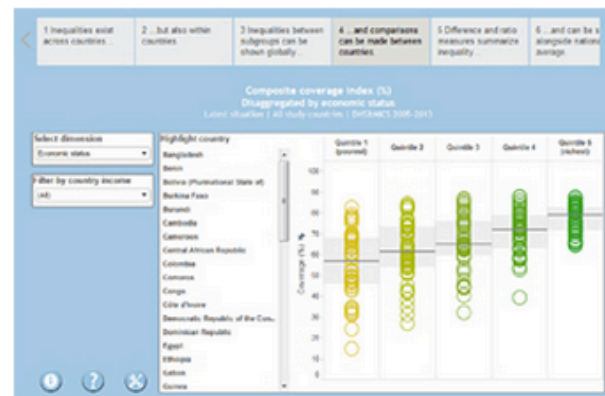 1 Inequalities exist
across countries...
2 ...but also within
countries
3 Inequalities between
subgroups can be
shown globally...
4 ...and comparisons
can be made between
countries
5 Difference and ratio
measures summarize
inequality...
6 ...and can be s
alongside nation
average.
Composite coverage index (%)
Disaggregated by economic status
Latest situation | All study countries | DHS&MICS 2005-2013
Select dimension
Economic status
Filter by country income
(All)
Highlight country
Bangladesh
Benin
Bolivia (Plurinational State of)
Burkina Faso
Burundi
Cambodia
Cameroon
Central African Republic
Colombia
Comoros
Congo
Côte d'Ivoire
Democratic Republic of the Con...
Dominican Republic
Egypt
Ethiopia
Gabon
Guinea
Quintile 1
(poorest)
Quintile 2
Quintile 3
Quintile 4
Quintile 5
(richest)
Coverage (%)
100
90
80
70
60
50
40
30
20
10
0
?